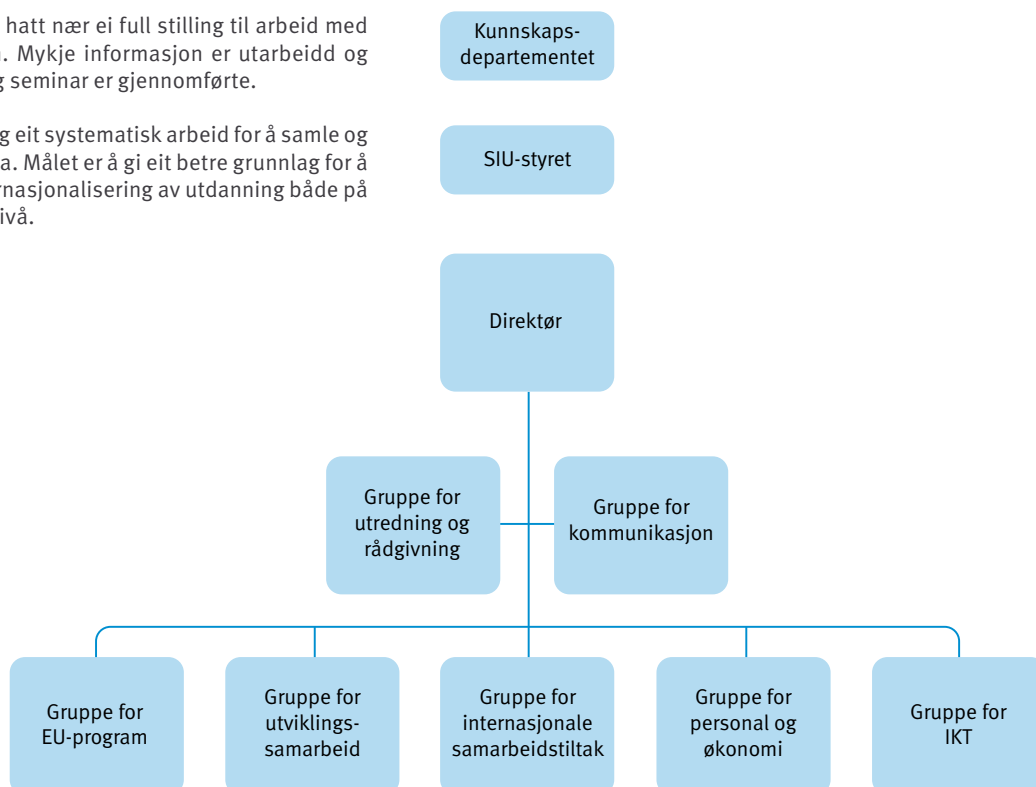 hatt nær ei full stilling til arbeid med
. Mykje informasjon er utarbeidd og
g seminar er gjennomførte.
g eit systematisk arbeid for å samle og
a. Målet er å gi eit betre grunnlag for å
rnasjonalisering av utdanning både på
ivå.
Kunnskaps-
departementet
SIU-styret
Direktør
Gruppe for
utredning og
rådgivning
Gruppe for
kommunikasjon
Gruppe for
EU-program
Gruppe for
utviklings-
samarbeid
Gruppe for
internasjonale
samarbeidstiltak
Gruppe for
personal og
økonomi
Gruppe for
IKT